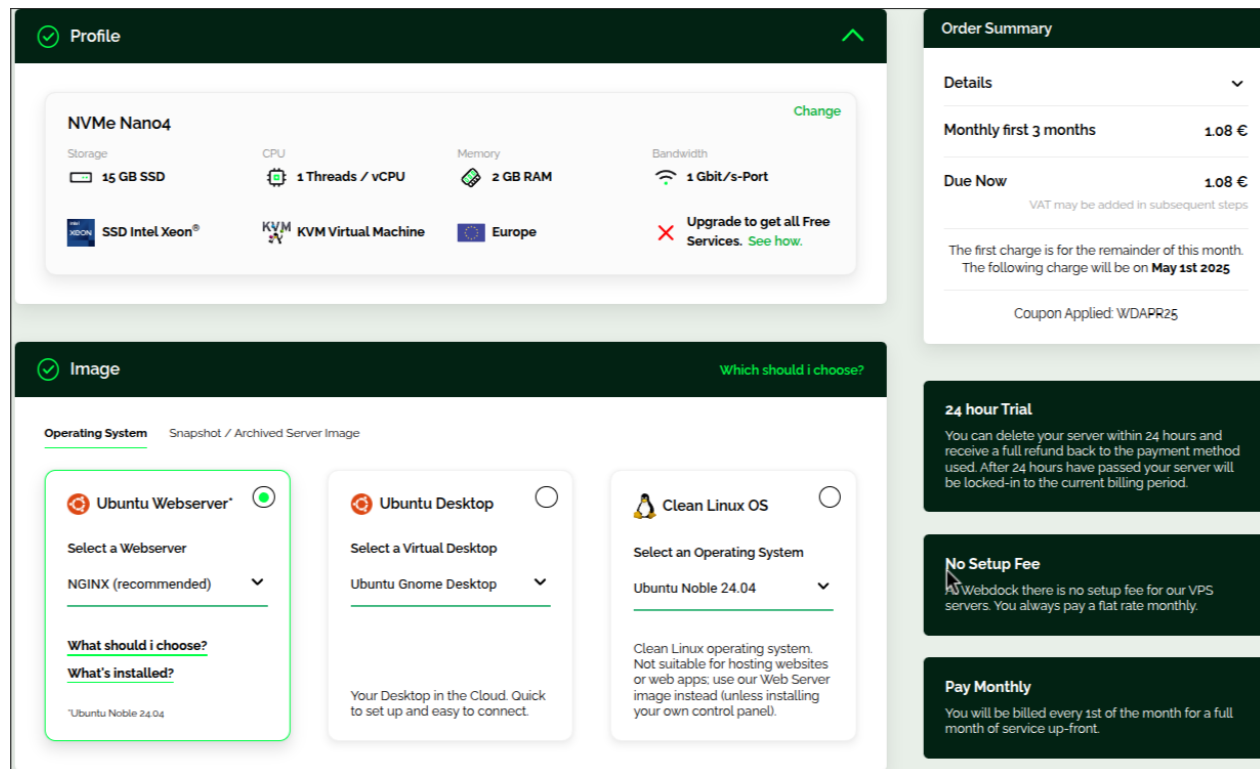 Profile
NVMe Nano4
Change
Storage
CPU
Memory
Bandwidth
15 GB SSD
1 Threads / vCPU
2 GB RAM
1 Gbit/s-Port
intel XEON
SSD Intel Xeon®
KVM
KVM Virtual Machine
Europe
Upgrade to get all Free
Services. See how.
Image
Which should i choose?
Operating System
Snapshot / Archived Server Image
Ubuntu Webserver*
Select a Webserver
NGINX (recommended)
What should i choose?
What's installed?
*Ubuntu Noble 24.04
Ubuntu Desktop
Select a Virtual Desktop
Ubuntu Gnome Desktop
Your Desktop in the Cloud. Quick
to set up and easy to connect.
Clean Linux OS
Select an Operating System
Ubuntu Noble 24.04
Clean Linux operating system.
Not suitable for hosting websites
or web apps; use our Web Server
image instead (unless installing
your own control panel).
Order Summary
Details
Monthly first 3 months 1.08 €
Due Now 1.08 €
VAT may be added in subsequent steps
The first charge is for the remainder of this month.
The following charge will be on May 1st 2025
Coupon Applied: WDAPR25
24 hour Trial
You can delete your server within 24 hours and
receive a full refund back to the payment method
used. After 24 hours have passed your server will
be locked-in to the current billing period.
No Setup Fee
Webdock there is no setup fee for our VPS
servers. You always pay a flat rate monthly.
Pay Monthly
You will be billed every 1st of the month for a full
month of service up-front.